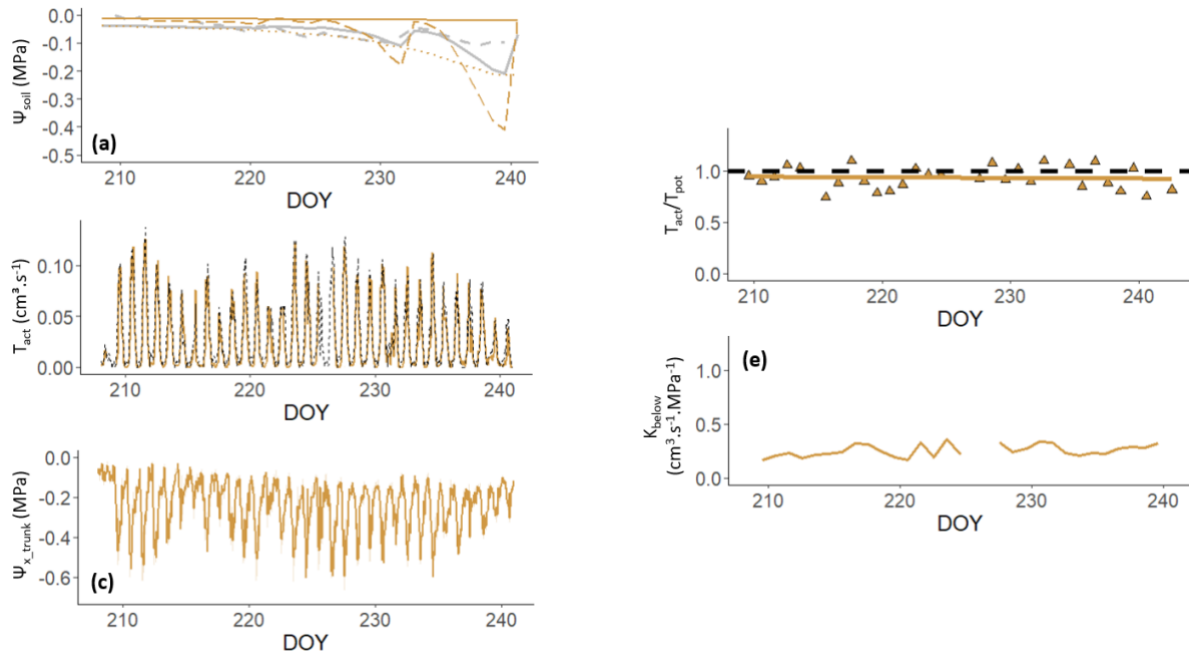 0.0
-0.1
-0.2
-0.3
-0.4
-0.5
Ψsoil (MPa)
(a)
210 220 230 240
DOY
0.10
0.05
0.00
Tact (cm³.s⁻¹)
210 220 230 240
DOY
0.0
-0.2
-0.4
-0.6
Ψx_trunk (MPa)
(c)
210 220 230 240
DOY
1.0
0.5
0.0
Tact/Tpot
210 220 230 240
DOY
(e)
1.0
0.5
0.0
Kbelow
(cm³.s⁻¹.MPa⁻¹)
210 220 230 240
DOY